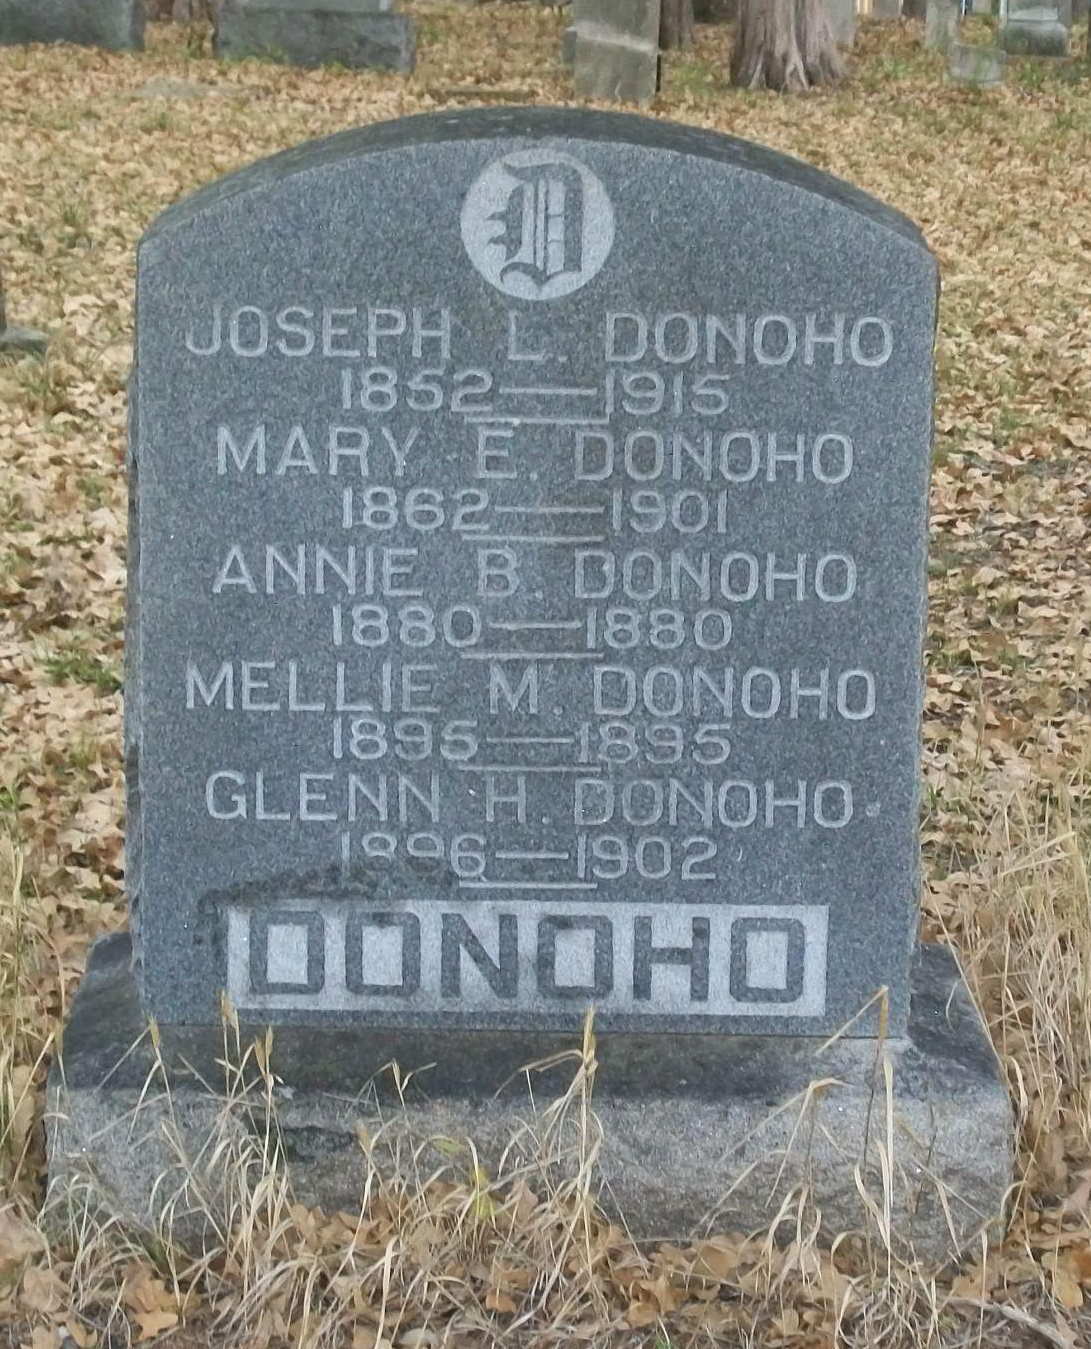 D
JOSEPH L. DONOHO
1852—1915
MARY E. DONOHO
1862—1901
ANNIE B. DONOHO
1880—1880
MELLIE M. DONOHO
1895—1895
GLENN H. DONOHO
1896—1902
DONOHO